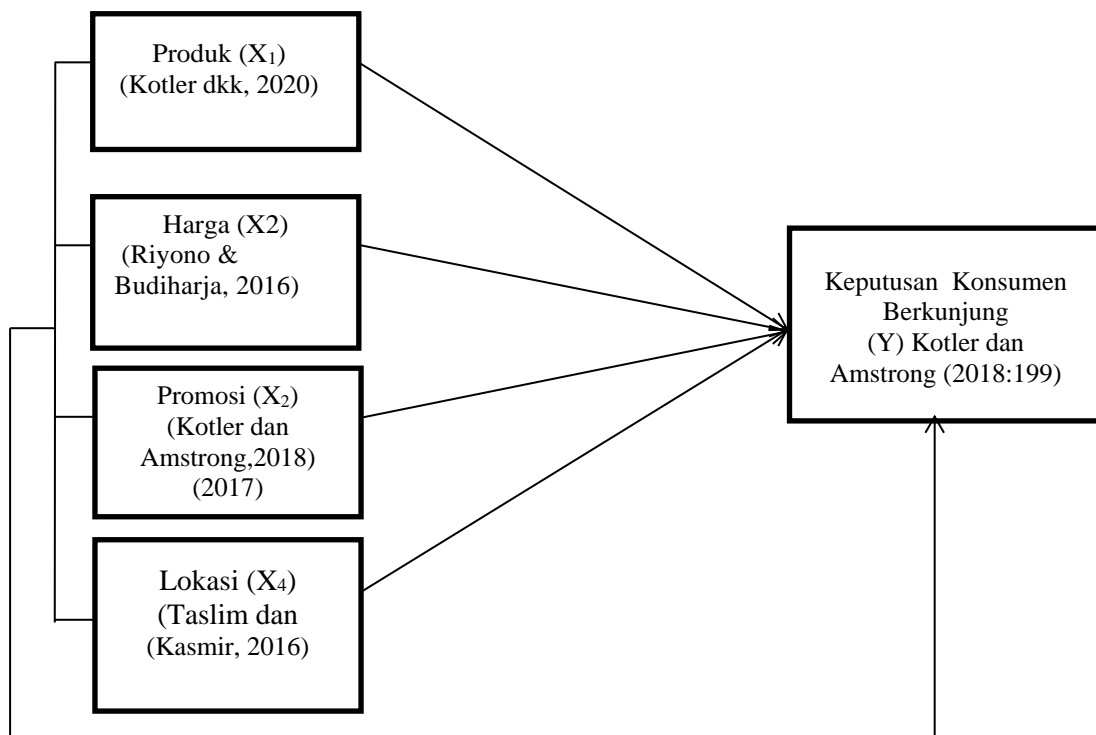 Produk (X₁)
(Kotler dkk, 2020)
Harga (X2)
(Riyono &
Budiharja, 2016)
Promosi (X₂)
(Kotler dan
Amstrong,2018)
(2017)
Lokasi (X₄)
(Taslim dan
(Kasmir, 2016)
Keputusan Konsumen
Berkunjung
(Y) Kotler dan
Amstrong (2018:199)